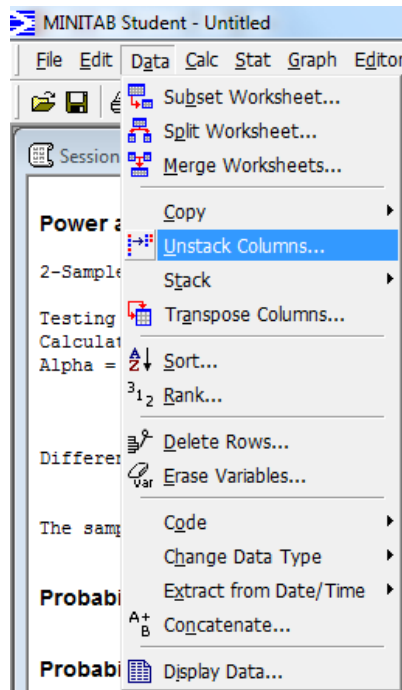 MINITAB Student - Untitled
File Edit Data Calc Stat Graph Editor
Subset Worksheet...
Split Worksheet...
Session
Merge Worksheets...
Copy
Power a
Unstack Columns...
2-Sample
Stack
Transpose Columns...
Testing
Calculat
Alpha =
Sort...
Rank...
Delete Rows...
Differen
Erase Variables...
Code
The samp
Change Data Type
Extract from Date/Time
Probabi
Concatenate...
Probabi
Display Data...